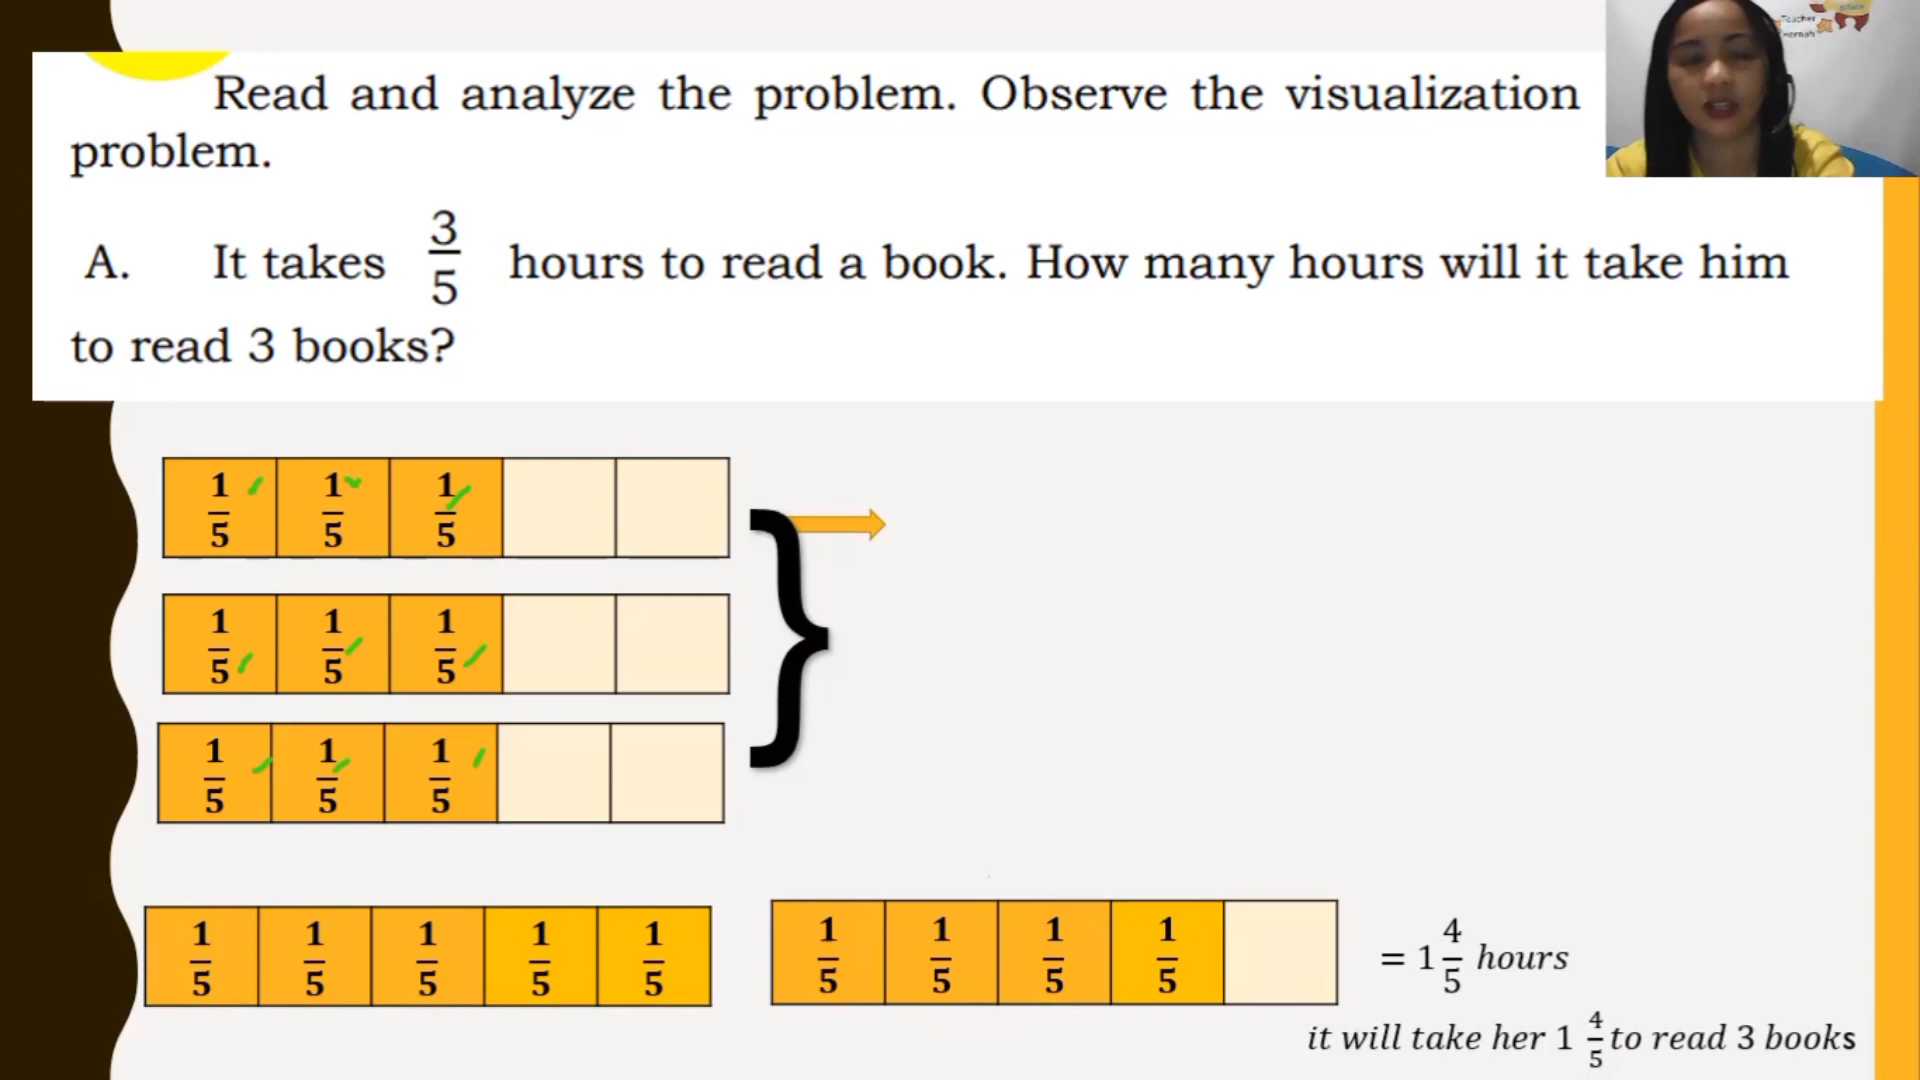 Teacher
Read and analyze the problem. Observe the visualization
problem.
A. It takes 3/5 hours to read a book. How many hours will it take him
to read 3 books?
1/5 1/5 1/5
1/5 1/5 1/5
1/5 1/5 1/5
}
1/5 1/5 1/5 1/5 1/5
1/5 1/5 1/5 1/5
= 1 4/5 hours
it will take her 1 4/5 to read 3 books